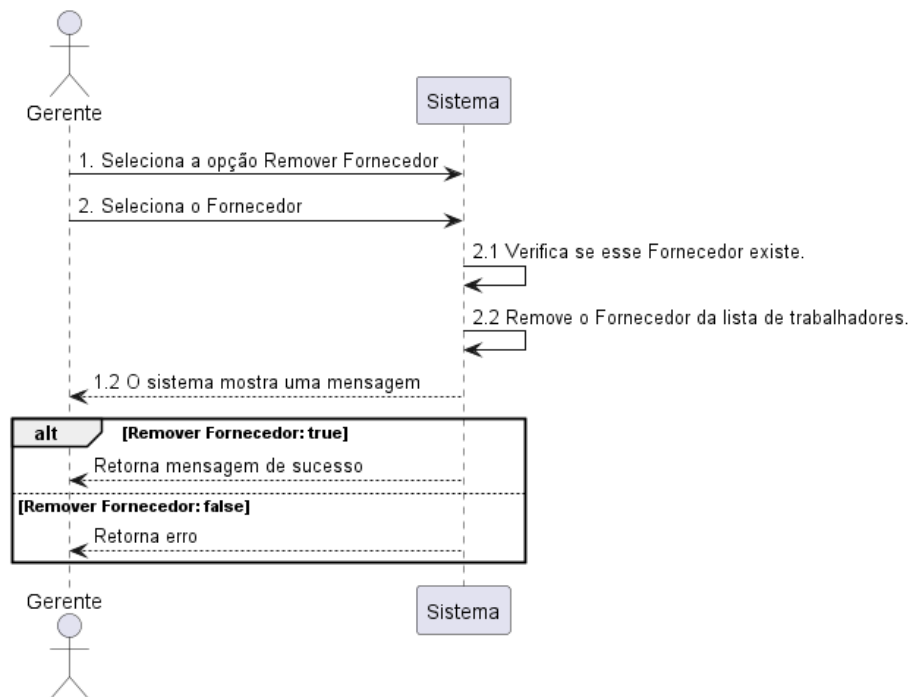 Gerente
Sistema
1. Seleciona a opção Remover Fornecedor
2. Seleciona o Fornecedor
2.1 Verifica se esse Fornecedor existe.
2.2 Remove o Fornecedor da lista de trabalhadores.
1.2 O sistema mostra uma mensagem
alt [Remover Fornecedor: true]
Retorna mensagem de sucesso
[Remover Fornecedor: false]
Retorna erro
Gerente
Sistema